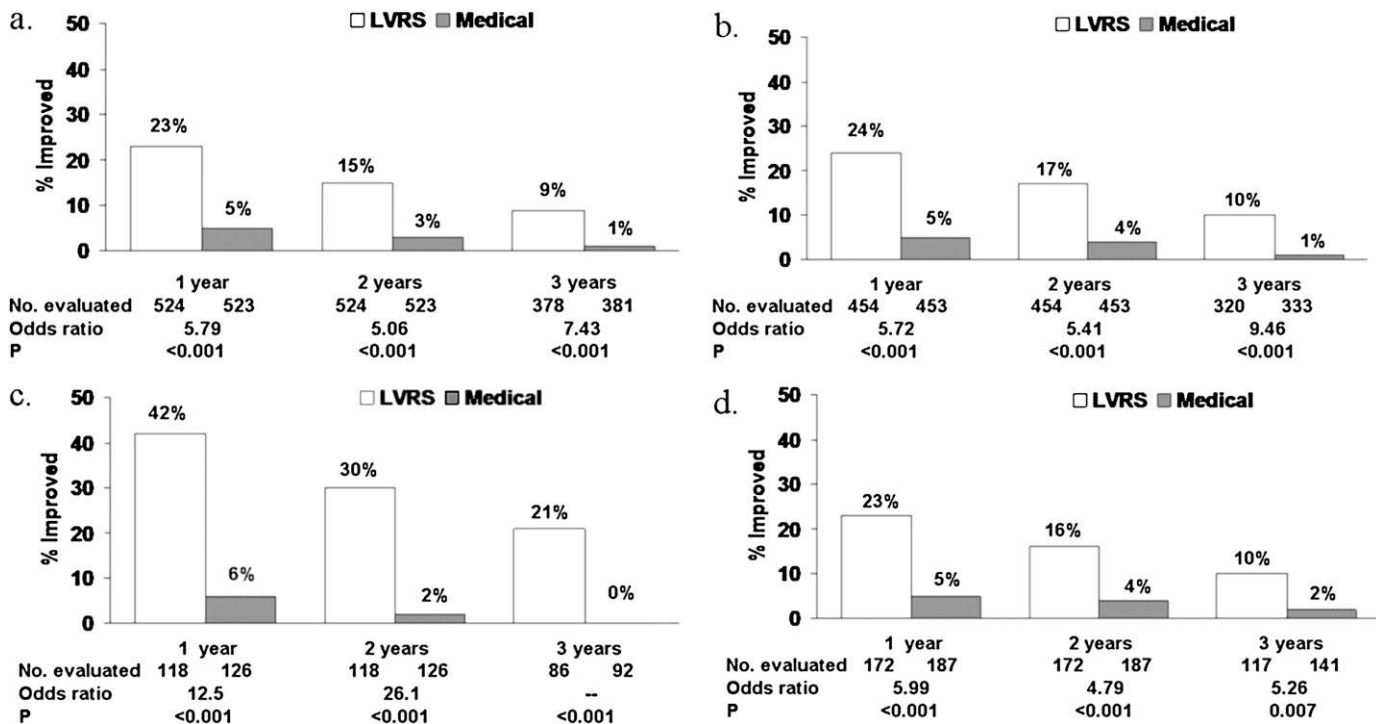 a.
LVRS Medical
% Improved
50
40
30
20
10
0
23%
5%
15%
3%
9%
1%
1 year 2 years 3 years
No. evaluated 524 523 524 523 378 381
Odds ratio 5.79 5.06 7.43
P <0.001 <0.001 <0.001
b.
LVRS Medical
% Improved
50
40
30
20
10
0
24%
5%
17%
4%
10%
1%
1 year 2 years 3 years
No. evaluated 454 453 454 453 320 333
Odds ratio 5.72 5.41 9.46
P <0.001 <0.001 <0.001
c.
LVRS Medical
% Improved
50
40
30
20
10
0
42%
6%
30%
2%
21%
0%
1 year 2 years 3 years
No. evaluated 118 126 118 126 86 92
Odds ratio 12.5 26.1 --
P <0.001 <0.001 <0.001
d.
LVRS Medical
% Improved
50
40
30
20
10
0
23%
5%
16%
4%
10%
2%
1 year 2 years 3 years
No. evaluated 172 187 172 187 117 141
Odds ratio 5.99 4.79 5.26
P <0.001 <0.001 0.007